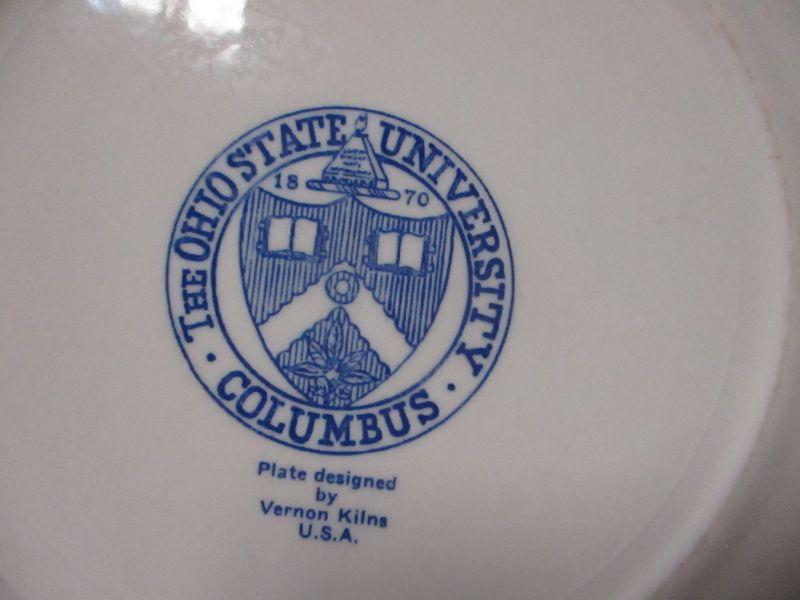 THE OHIO STATE UNIVERSITY
18 70
· COLUMBUS ·
Plate designed
by
Vernon Kilns
U.S.A.